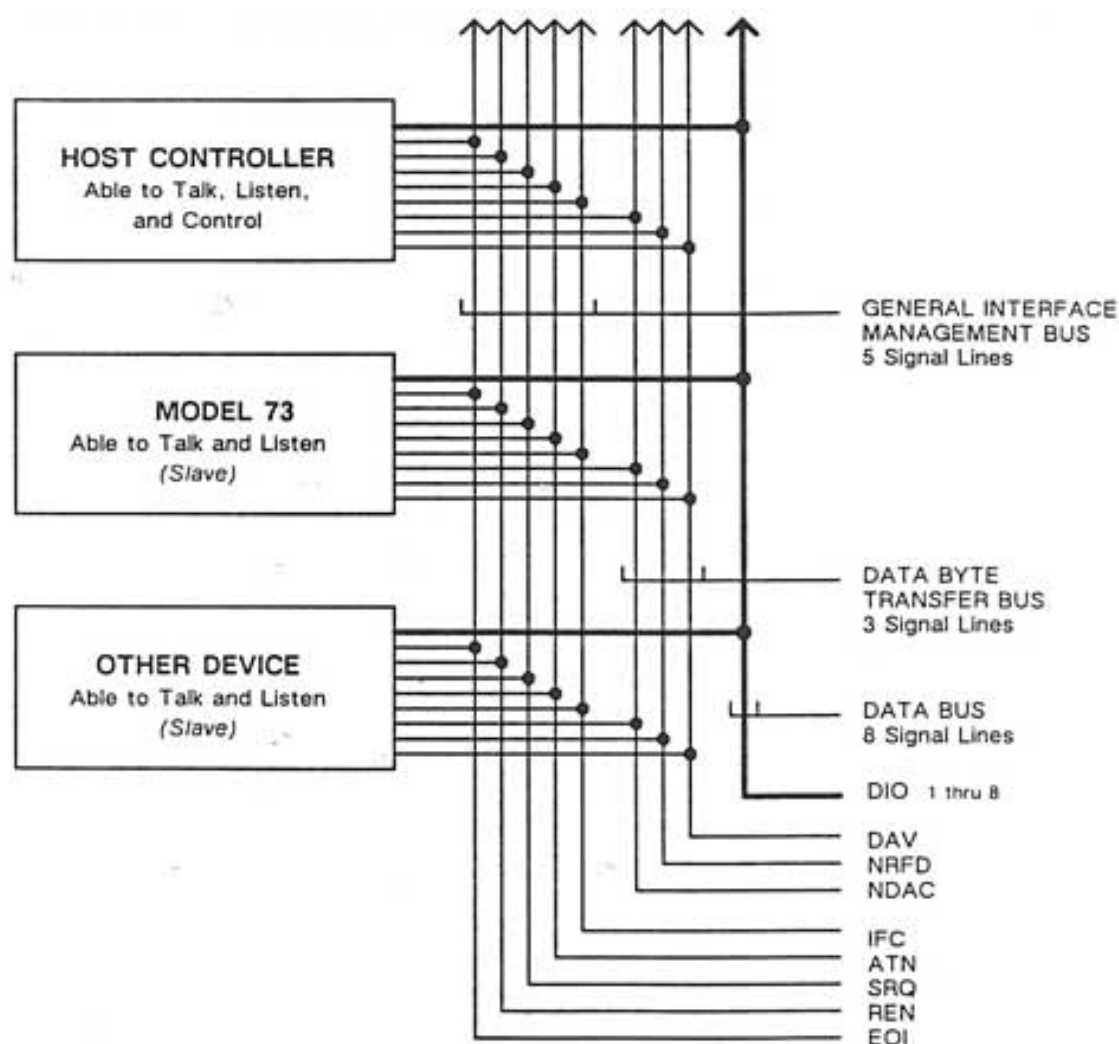 HOST CONTROLLER
Able to Talk, Listen,
and Control
GENERAL INTERFACE
MANAGEMENT BUS
5 Signal Lines
MODEL 73
Able to Talk and Listen
(Slave)
DATA BYTE
TRANSFER BUS
3 Signal Lines
OTHER DEVICE
Able to Talk and Listen
(Slave)
DATA BUS
8 Signal Lines
DIO 1 thru 8
DAV
NRFD
NDAC
IFC
ATN
SRQ
REN
EOI